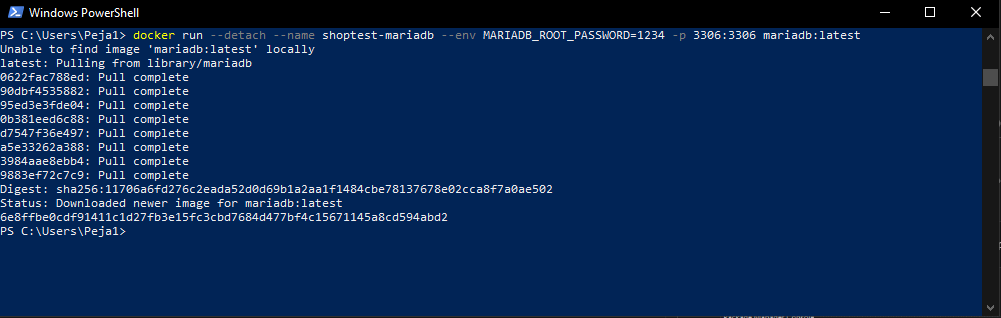 Windows PowerShell
PS C:\Users\Peja1> docker run --detach --name shoptest-mariadb --env MARIADB_ROOT_PASSWORD=1234 -p 3306:3306 mariadb:latest
Unable to find image 'mariadb:latest' locally
latest: Pulling from library/mariadb
0622fac788ed: Pull complete
90dbf4535882: Pull complete
95ed3e3fde04: Pull complete
0b381eed6c88: Pull complete
d7547f36e497: Pull complete
a5e33262a388: Pull complete
3984aae8ebb4: Pull complete
9883ef72c7c9: Pull complete
Digest: sha256:11706a6fd276c2eada52d0d69b1a2aa1f1484cbe78137678e02cca8f7a0ae502
Status: Downloaded newer image for mariadb:latest
6e8ffbe0cdf91411c1d27fb3e15fc3cbd7684d477bf4c15671145a8cd594abd2
PS C:\Users\Peja1>